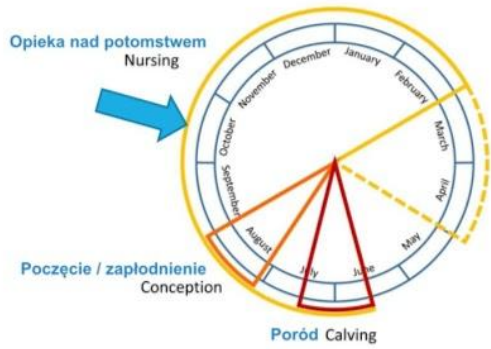 Opieka nad potomstwem
Nursing
January
February
March
April
May
June
July
August
September
October
November
December
Poczęcie / zapłodnienie
Conception
Poród Calving